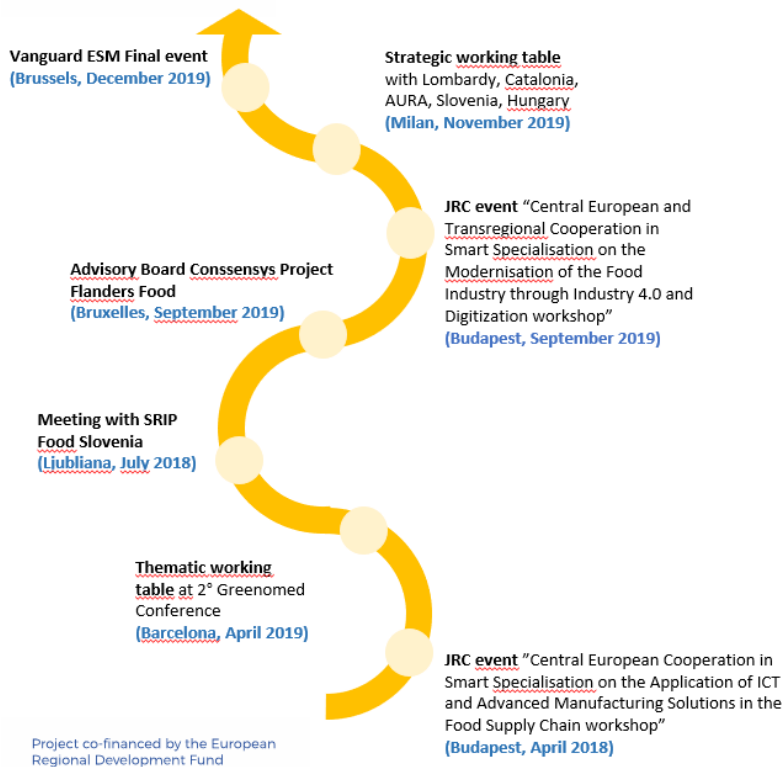 Vanguard ESM Final event
(Brussels, December 2019)
Strategic working table
with Lombardy, Catalonia,
AURA, Slovenia, Hungary
(Milan, November 2019)
JRC event “Central European and
Transregional Cooperation in
Smart Specialisation on the
Modernisation of the Food
Industry through Industry 4.0 and
Digitization workshop”
(Budapest, September 2019)
Advisory Board Conssensys Project
Flanders Food
(Bruxelles, September 2019)
Meeting with SRIP
Food Slovenia
(Ljubliana, July 2018)
Thematic working
table at 2° Greenomed
Conference
(Barcelona, April 2019)
JRC event ”Central European Cooperation in
Smart Specialisation on the Application of ICT
and Advanced Manufacturing Solutions in the
Food Supply Chain workshop”
(Budapest, April 2018)
Project co-financed by the European
Regional Development Fund